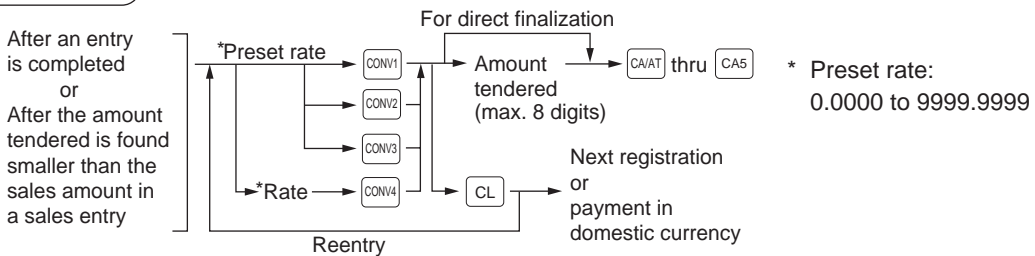 After an entry
is completed
or
After the amount
tendered is found
smaller than the
sales amount in
a sales entry
*Preset rate
CONV1
CONV2
CONV3
*Rate
CONV4
For direct finalization
Amount
tendered
(max. 8 digits)
CA/AT thru CA5
CL
Next registration
or
payment in
domestic currency
Reentry
* Preset rate:
0.0000 to 9999.9999